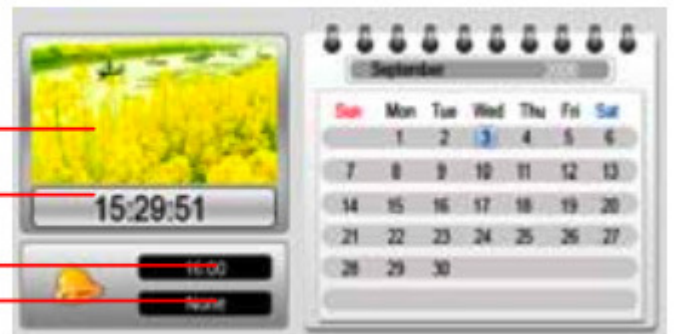 15:29:51
16:00
None
September 2008
Sun Mon Tue Wed Thu Fri Sat
1 2 3 4 5 6
7 8 9 10 11 12 13
14 15 16 17 18 19 20
21 22 23 24 25 26 27
28 29 30